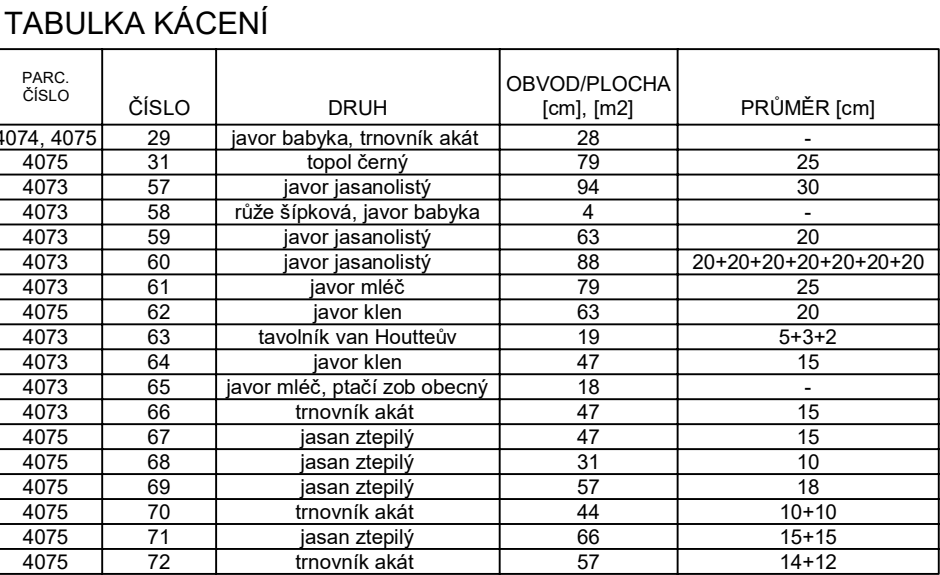 TABULKA KÁCENÍ
PARC. ČÍSLO ČÍSLO DRUH OBVOD/PLOCHA [cm], [m2] PRŮMĚR [cm]
4074, 4075 29 javor babyka, trnovník akát 28 -
4075 31 topol černý 79 25
4073 57 javor jasanolistý 94 30
4073 58 růže šípková, javor babyka 4 -
4073 59 javor jasanolistý 63 20
4073 60 javor jasanolistý 88 20+20+20+20+20+20+20
4073 61 javor mléč 79 25
4075 62 javor klen 63 20
4073 63 tavolník van Houtteův 19 5+3+2
4073 64 javor klen 47 15
4073 65 javor mléč, ptačí zob obecný 18 -
4073 66 trnovník akát 47 15
4075 67 jasan ztepilý 47 15
4075 68 jasan ztepilý 31 10
4075 69 jasan ztepilý 57 18
4075 70 trnovník akát 44 10+10
4075 71 jasan ztepilý 66 15+15
4075 72 trnovník akát 57 14+12